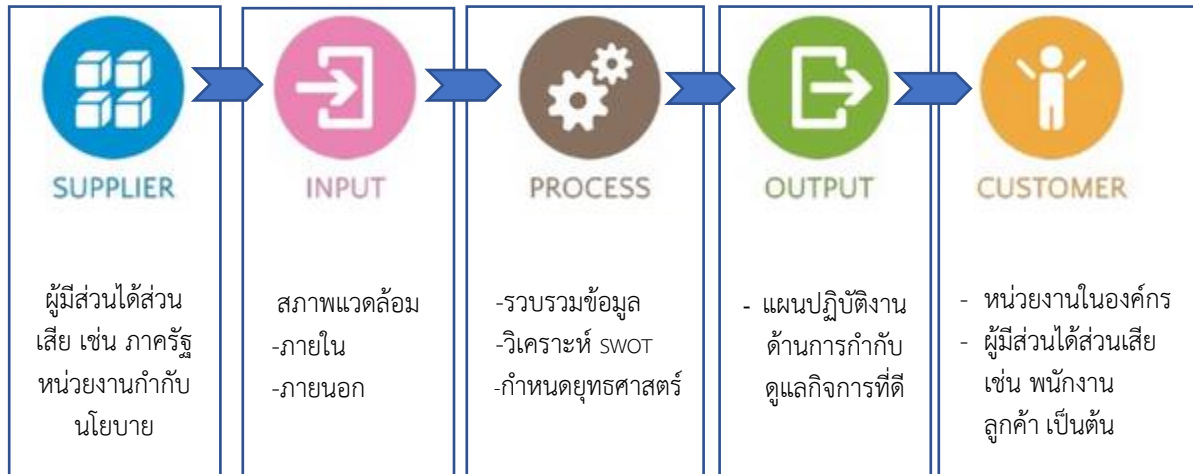 SUPPLIER
ผู้มีส่วนได้ส่วน
เสีย เช่น ภาครัฐ
หน่วยงานกำกับ
นโยบาย
INPUT
สภาพแวดล้อม
-ภายใน
-ภายนอก
PROCESS
-รวบรวมข้อมูล
-วิเคราะห์ SWOT
-กำหนดยุทธศาสตร์
OUTPUT
- แผนปฏิบัติงาน
ด้านการกำกับ
ดูแลกิจการที่ดี
CUSTOMER
- หน่วยงานในองค์กร
- ผู้มีส่วนได้ส่วนเสีย
เช่น พนักงาน
ลูกค้า เป็นต้น